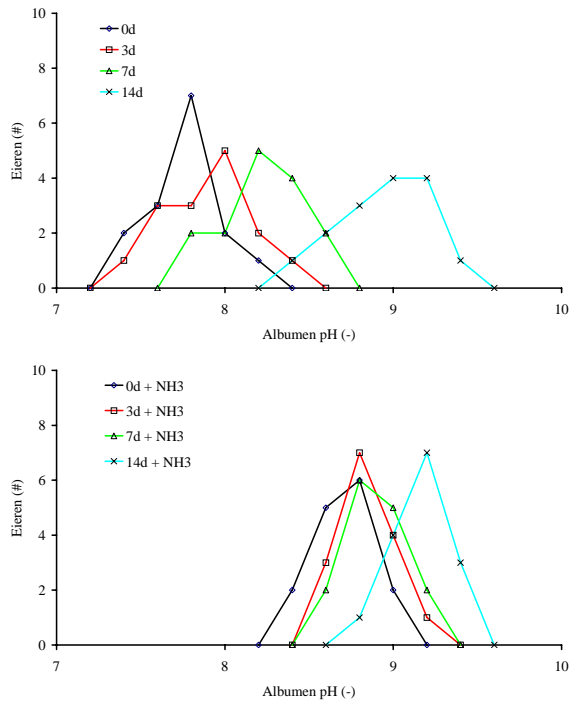 0d
3d
7d
14d
10
8
6
4
2
0
Eieren (#)
7 8 9 10
Albumen pH (-)
0d + NH3
3d + NH3
7d + NH3
14d + NH3
10
8
6
4
2
0
Eieren (#)
7 8 9 10
Albumen pH (-)